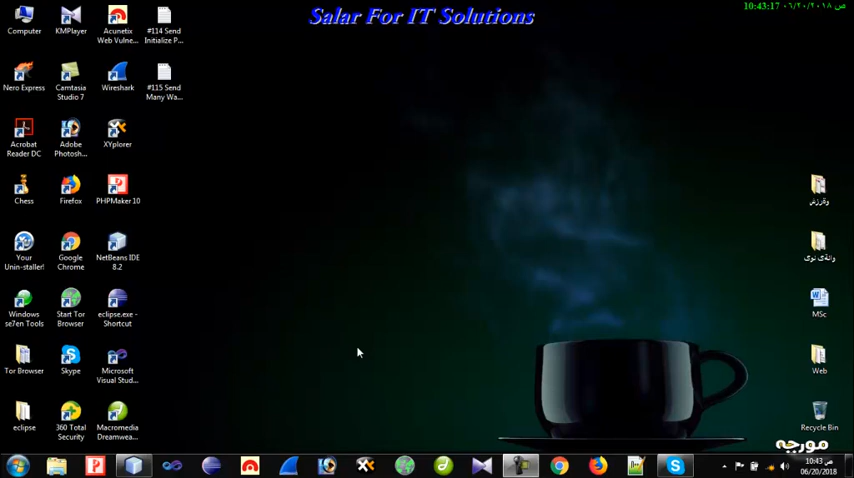 Salar For IT Solutions
10:43:17 ص ٠٦/٢٠/٢٠١٨
Computer
KMPlayer
Acunetix
Web Vulne...
#114 Send
Initialize P...
Nero Express
Camtasia
Studio 7
Wireshark
#115 Send
Many Wa...
Acrobat
Reader DC
Adobe
Photosh...
XYplorer
Chess
Firefox
PHPMaker 10
وةرزش
وانةى نوێ
Your
Unin-staller!
Google
Chrome
NetBeans IDE
8.2
Windows
se7en Tools
Start Tor
Browser
eclipse.exe -
Shortcut
MSc
Tor Browser
Skype
Microsoft
Visual Stud...
Web
eclipse
360 Total
Security
Macromedia
Dreamwea...
Recycle Bin
10:43 ص
06/20/2018